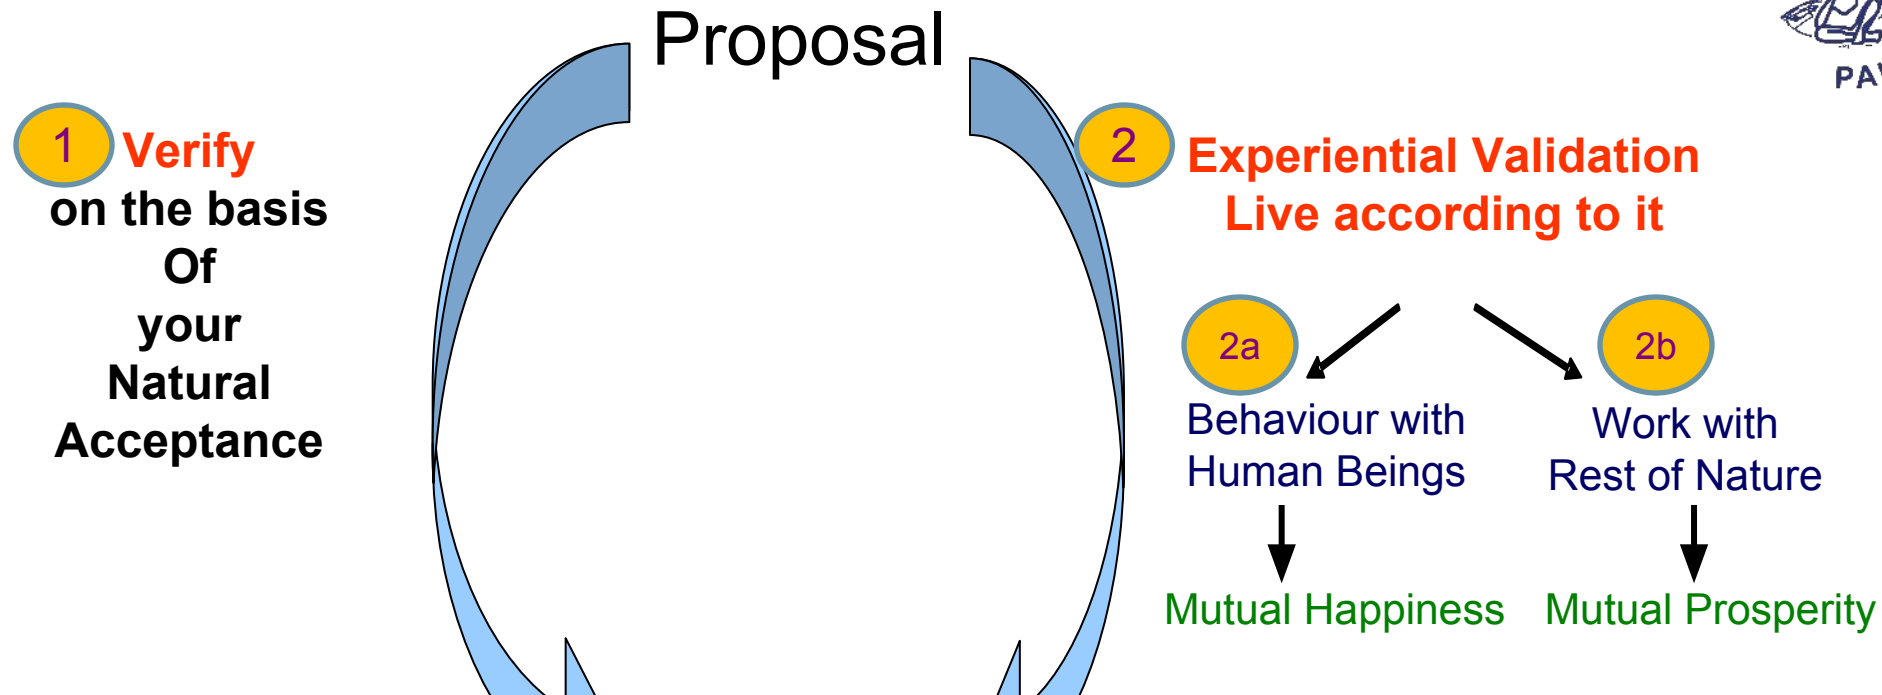 Proposal
1 Verify
on the basis
Of
your
Natural
Acceptance
2 Experiential Validation
Live according to it
2a
Behaviour with
Human Beings
Mutual Happiness
2b
Work with
Rest of Nature
Mutual Prosperity